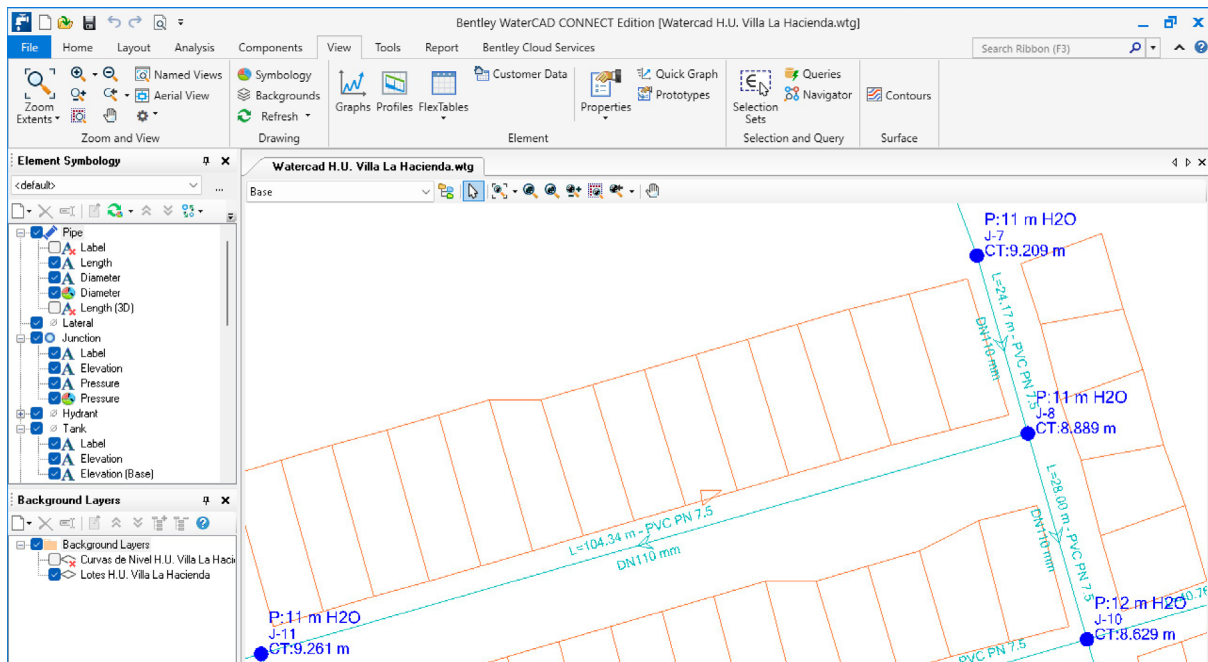 Bentley WaterCAD CONNECT Edition [Watercad H.U. Villa La Hacienda.wtg]
File Home Layout Analysis Components View Tools Report Bentley Cloud Services Search Ribbon (F3)
Zoom Extents
Named Views
Aerial View
Zoom and View
Symbology
Backgrounds
Refresh
Drawing
Graphs Profiles FlexTables
Customer Data
Properties
Quick Graph
Prototypes
Element
Selection Sets
Queries
Navigator
Selection and Query
Contours
Surface
Element Symbology
<default>
...
Pipe
Label
Length
Diameter
Diameter
Length (3D)
Lateral
Junction
Label
Elevation
Pressure
Pressure
Hydrant
Tank
Label
Elevation
Elevation (Base)
Background Layers
Background Layers
Curvas de Nivel H.U. Villa La Haci
Lotes H.U. Villa La Hacienda
Watercad H.U. Villa La Hacienda.wtg
Base
P:11 m H2O
J-7
CT:9.209 m
L=24.17 m - PVC PN 7.5
DN110 mm
P:11 m H2O
J-8
CT:8.889 m
L=104.34 m - PVC PN 7.5
DN110 mm
L=28.00 m - PVC PN 7.5
DN110 mm
P:11 m H2O
J-11
CT:9.261 m
P:12 m H2O
J-10
CT:8.629 m
PVC PN 7.5